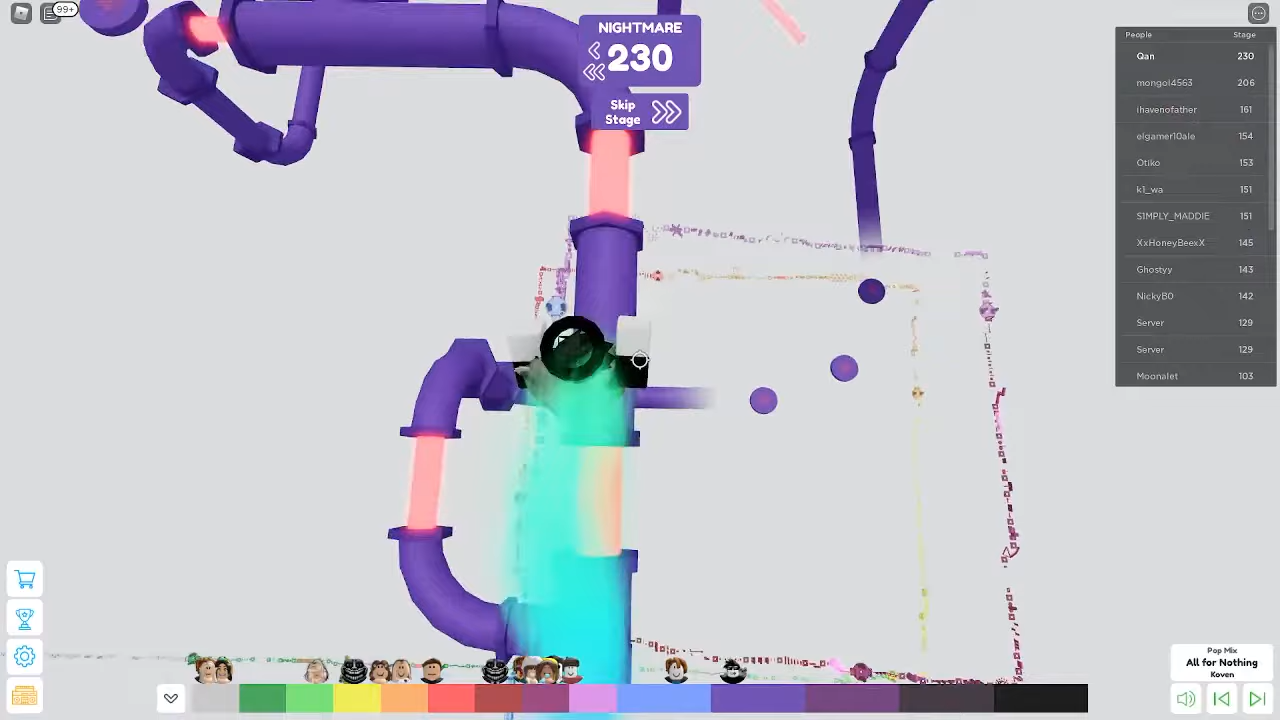 99+
NIGHTMARE
230
Skip
Stage
People Stage
Qan 230
mongol4563 206
ihavenofather 161
elgamer10ale 154
Otiko 153
k1_wa 151
S1MPLY_MADDIE 151
XxHoneyBeexX 145
Ghostyy 143
NickyB0 142
Server 129
Server 129
Moonalet 103
Pop Mix
All for Nothing
Koven